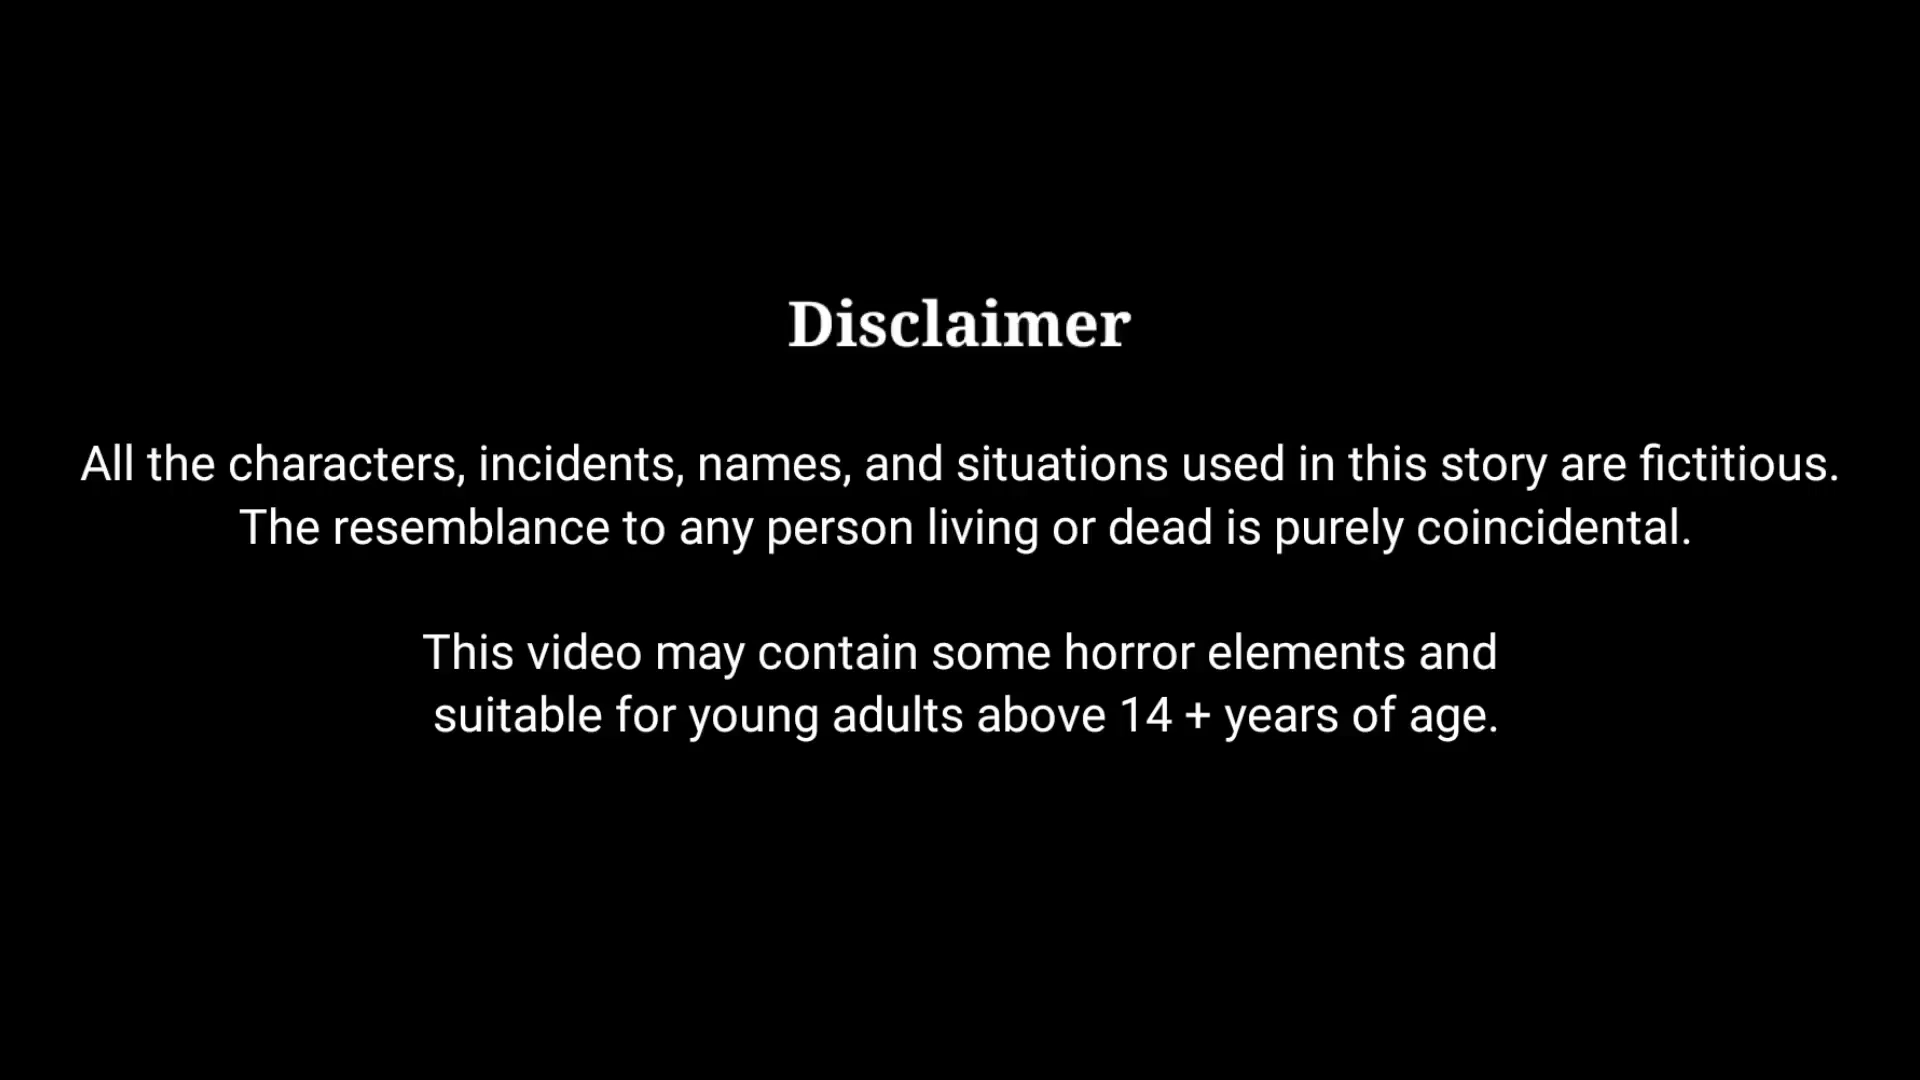 Disclaimer
All the characters, incidents, names, and situations used in this story are fictitious.
The resemblance to any person living or dead is purely coincidental.
This video may contain some horror elements and
suitable for young adults above 14 + years of age.